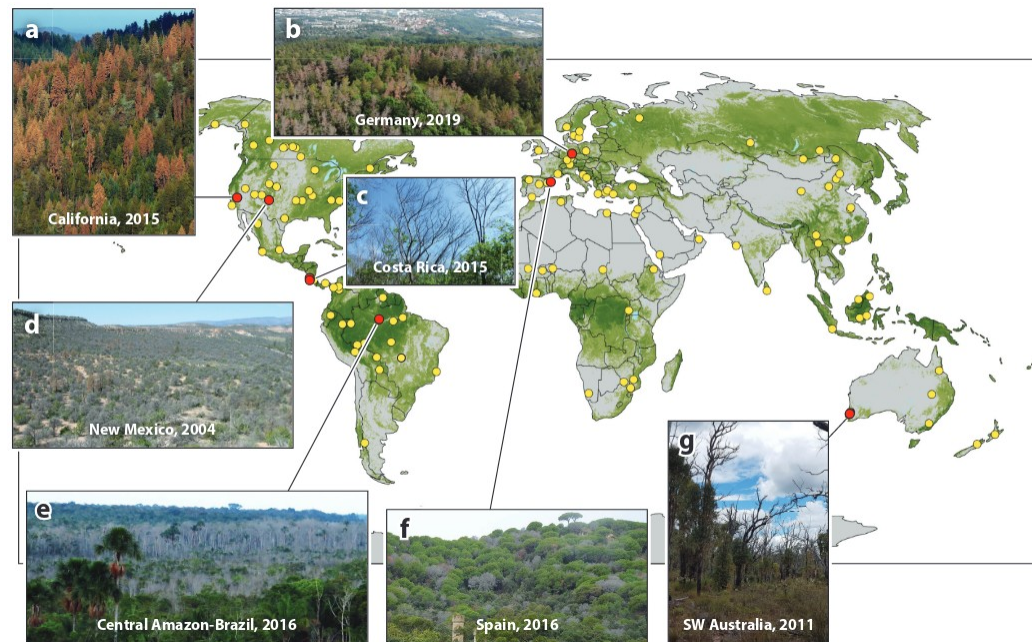 a
California, 2015
b
Germany, 2019
c
Costa Rica, 2015
d
New Mexico, 2004
e
Central Amazon-Brazil, 2016
f
Spain, 2016
g
SW Australia, 2011